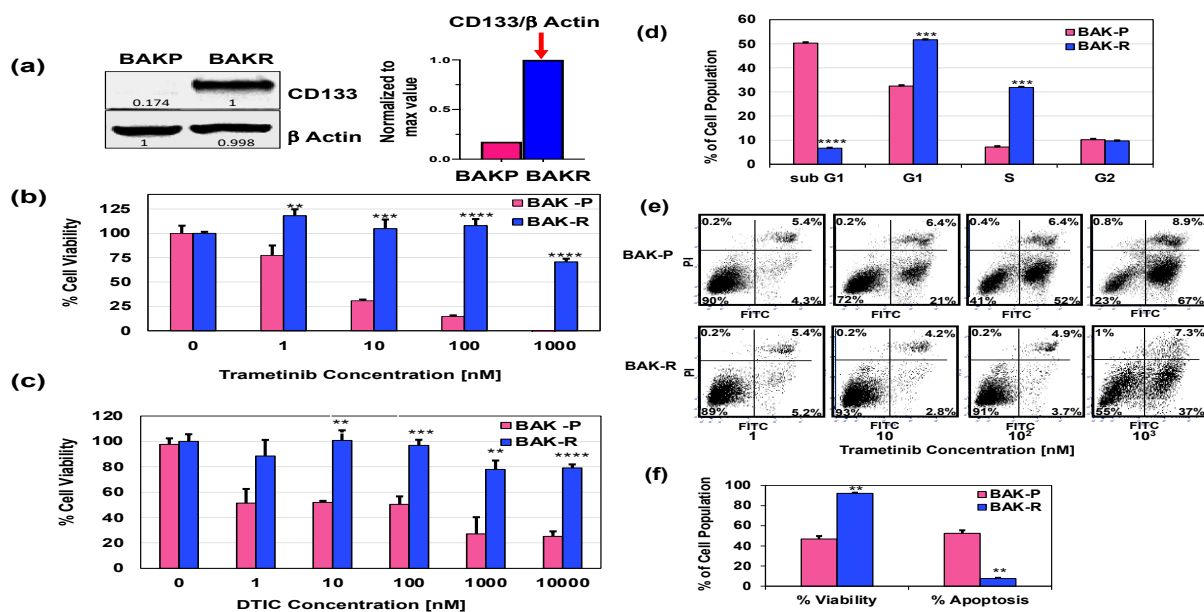 (a)
BAKP BAKR
0.174 1
CD133
1 0.998
β Actin
CD133/β Actin
Normalized to
max value
1.0
0.5
0.0
BAKP BAKR
(b)
% Cell Viability
125
100
75
50
25
0
BAK -P
BAK-R
** *** **** ****
0 1 10 100 1000
Trametinib Concentration [nM]
(c)
% Cell Viability
120
100
80
60
40
20
0
BAK -P
BAK-R
** *** ** ****
0 1 10 100 1000 10000
DTIC Concentration [nM]
(d)
% of Cell Population
60
50
40
30
20
10
0
BAK-P
BAK-R
**** *** ***
sub G1 G1 S G2
(e)
BAK-P
PI
0.2% 5.4% 0.2% 6.4% 0.4% 6.4% 0.8% 8.9%
90% 4.3% 72% 21% 41% 52% 23% 67%
FITC FITC FITC FITC
BAK-R
PI
0.2% 5.4% 0.2% 4.2% 0.2% 4.9% 1% 7.3%
89% 5.2% 93% 2.8% 91% 3.7% 55% 37%
FITC FITC FITC FITC
1 10 10² 10³
Trametinib Concentration [nM]
(f)
% of Cell Population
100
80
60
40
20
0
BAK-P
BAK-R
** **
% Viability % Apoptosis